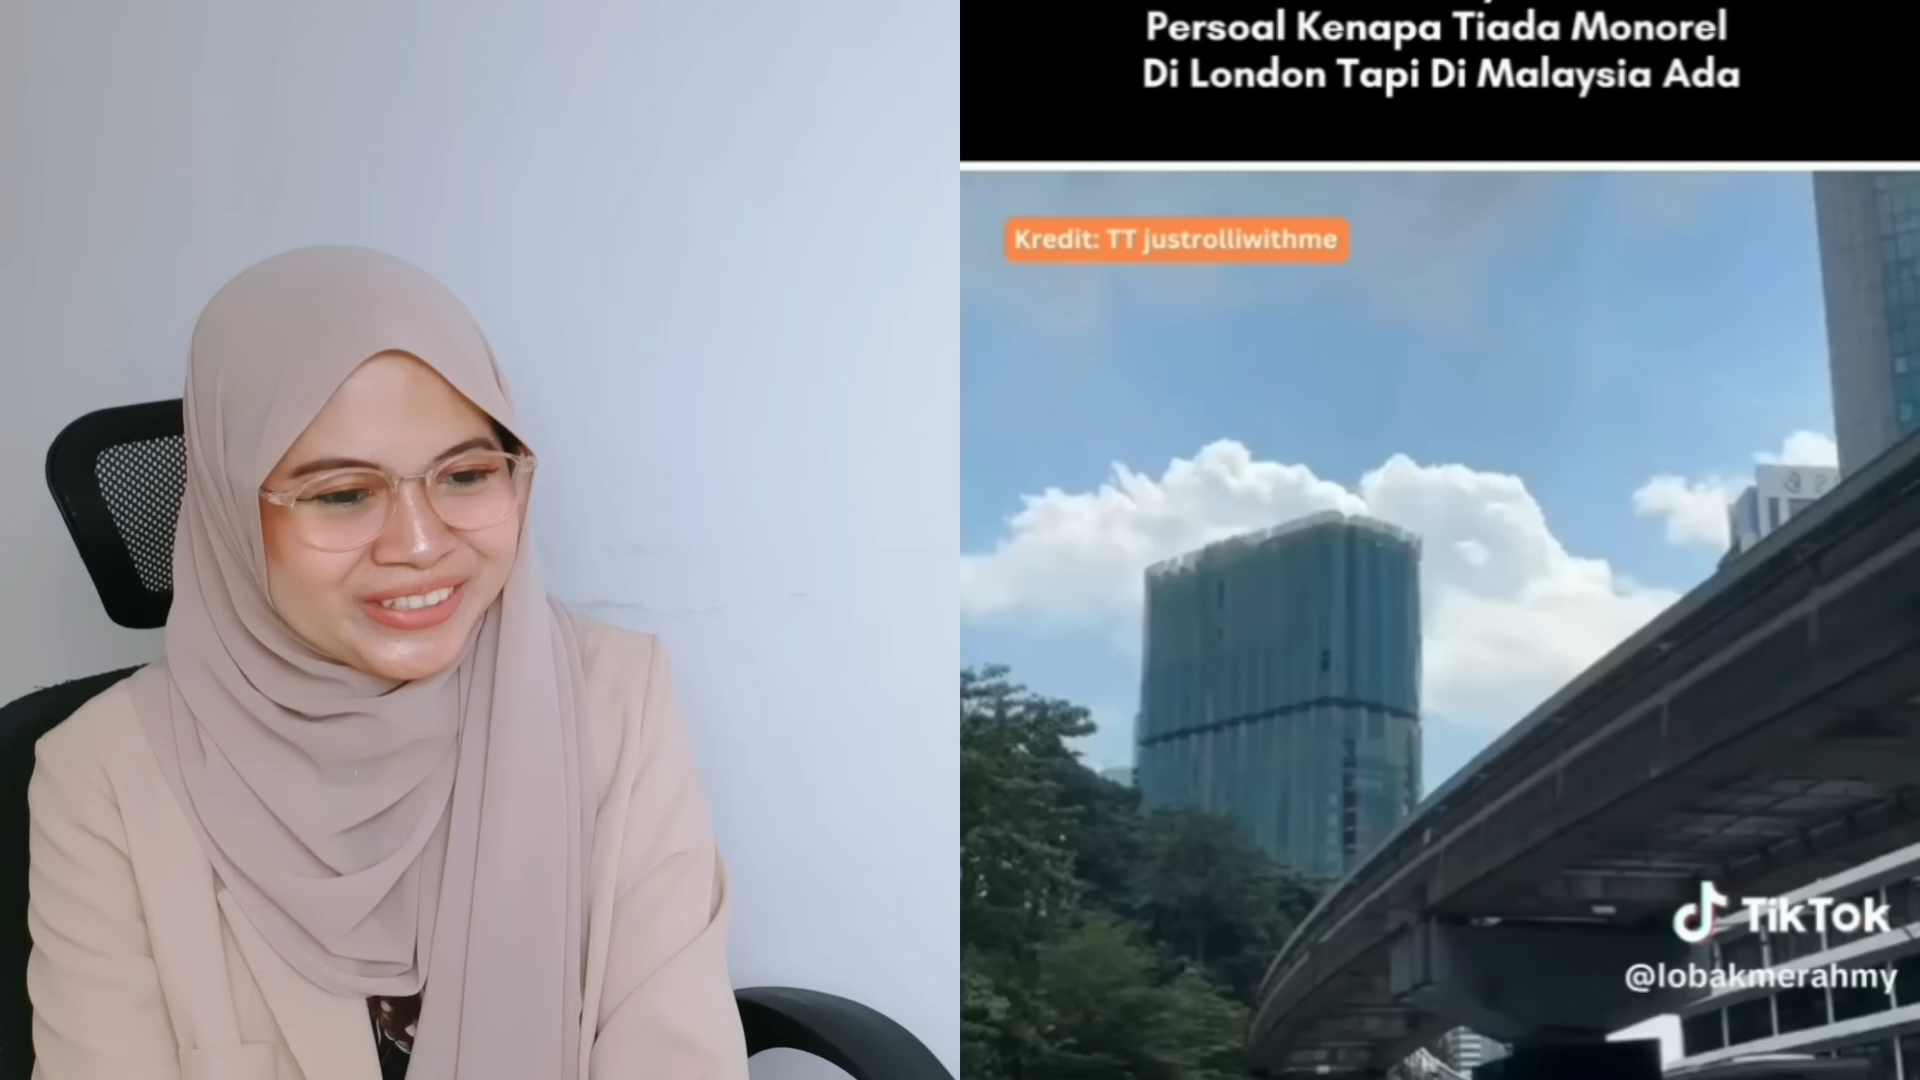 Persoal Kenapa Tiada Monorel
Di London Tapi Di Malaysia Ada
Kredit: TT justrolliwithme
TikTok
@lobakmerahmy